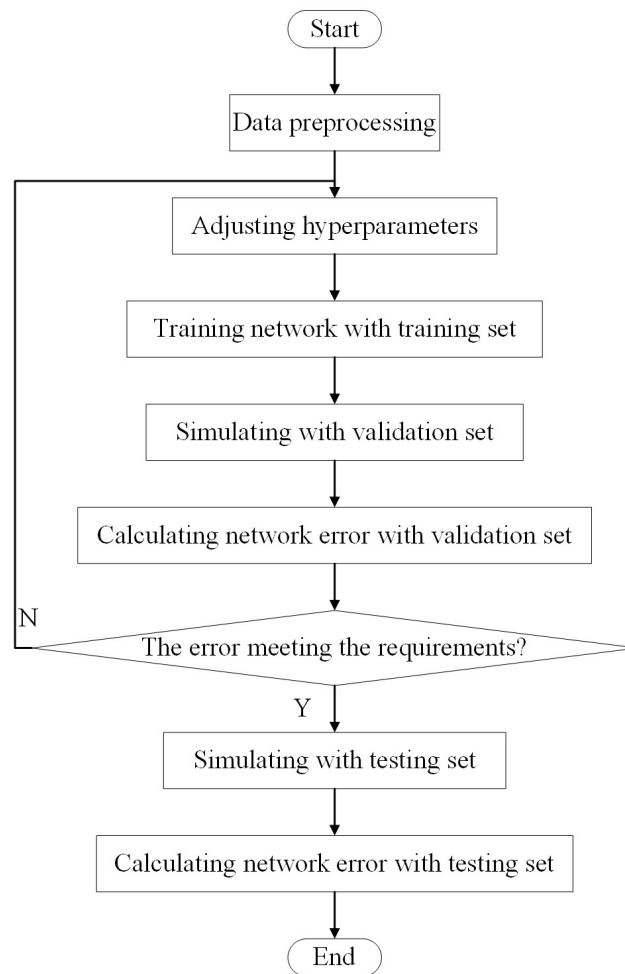 Start
Data preprocessing
Adjusting hyperparameters
Training network with training set
Simulating with validation set
Calculating network error with validation set
N
The error meeting the requirements?
Y
Simulating with testing set
Calculating network error with testing set
End